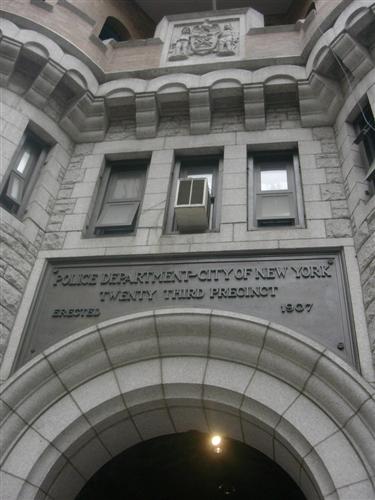 POLICE DEPARTMENT-CITY OF NEW YORK
TWENTY THIRD PRECINCT
ERECTED 1907